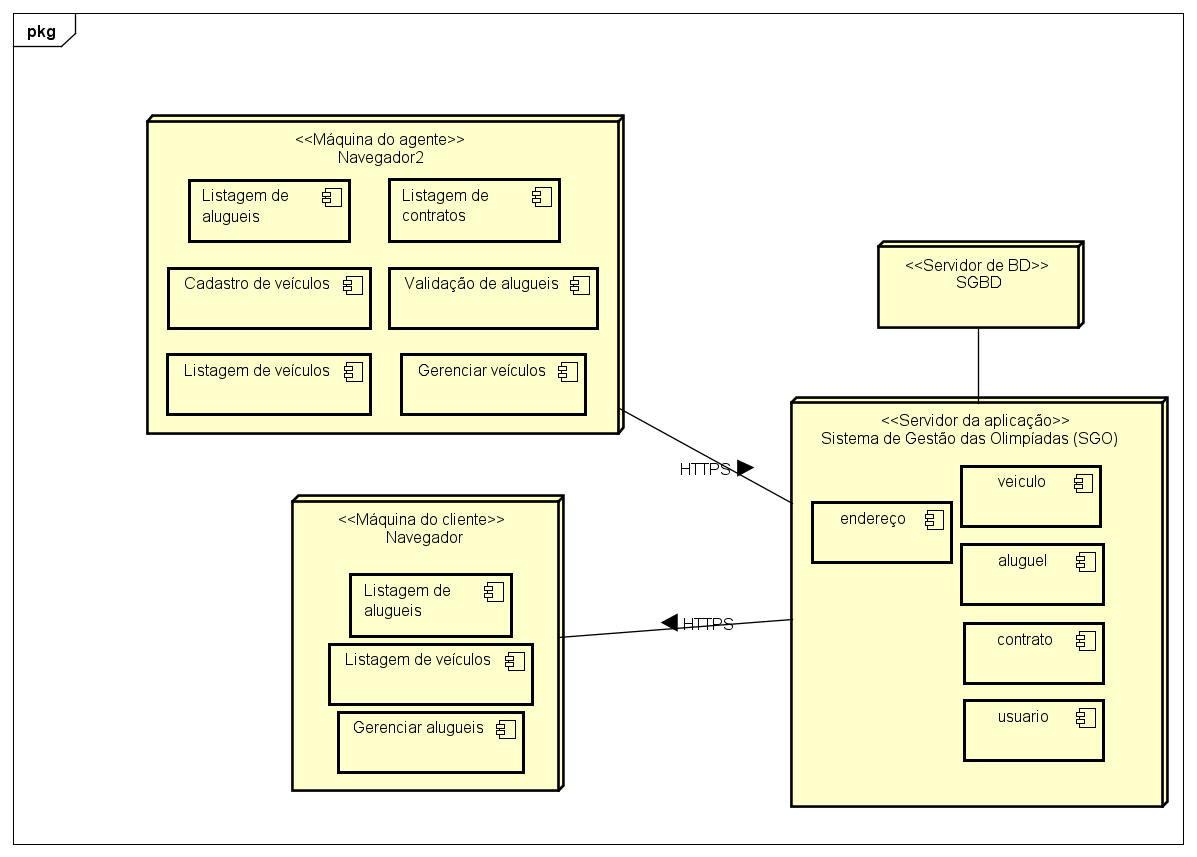 pkg
<<Máquina do agente>>
Navegador2
Listagem de
alugueis
Listagem de
contratos
Cadastro de veículos
Validação de alugueis
Listagem de veículos
Gerenciar veículos
<<Servidor de BD>>
SGBD
HTTPS
<<Servidor da aplicação>>
Sistema de Gestão das Olimpíadas (SGO)
endereço
veiculo
aluguel
contrato
usuario
<<Máquina do cliente>>
Navegador
Listagem de
alugueis
Listagem de veículos
Gerenciar alugueis
HTTPS